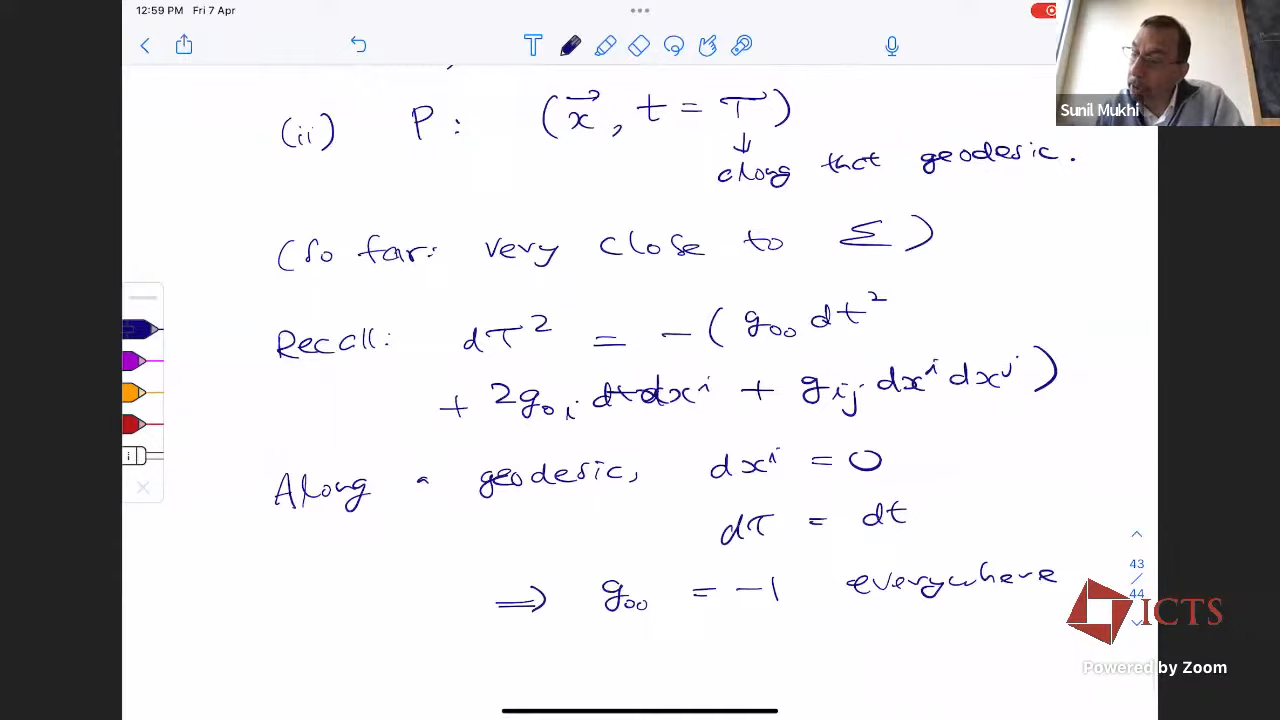 12:59 PM Fri 7 Apr
Sunil Mukhi
(ii) P: (x⃗, t = τ)
↓
along that geodesic.
(So far: very close to Σ)
Recall: dτ² = -(g₀₀ dt²
+ 2g₀ᵢ dt dxⁱ + gᵢⱼ dxⁱ dxʲ)
Along a geodesic, dxⁱ = 0
dτ = dt
⟹ g₀₀ = -1 everywhere
43
/
44
ICTS
Powered by Zoom